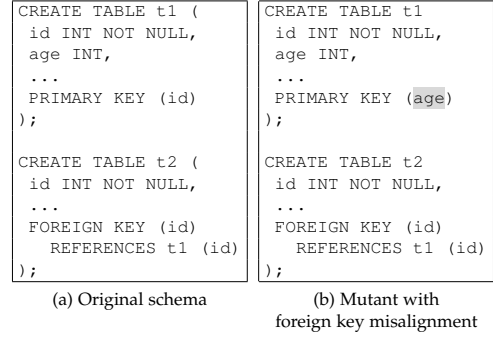 CREATE TABLE t1 (
id INT NOT NULL,
age INT,
...
PRIMARY KEY (id)
);
CREATE TABLE t2 (
id INT NOT NULL,
...
FOREIGN KEY (id)
REFERENCES t1 (id)
);
(a) Original schema
CREATE TABLE t1
id INT NOT NULL,
age INT,
...
PRIMARY KEY (age)
);
CREATE TABLE t2
id INT NOT NULL,
...
FOREIGN KEY (id)
REFERENCES t1 (id)
);
(b) Mutant with
foreign key misalignment